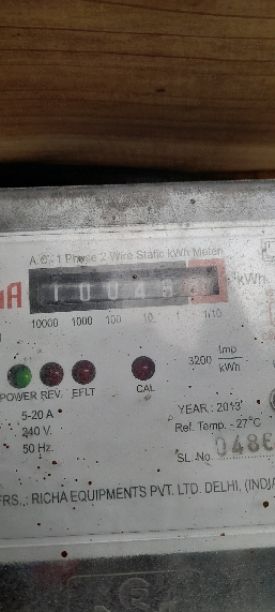 A.C. 1 Phase 2 Wire Static kWh Meter
kWh
10000 1000 100 10 1 1/10
POWER REV. EFLT CAL
3200 Imp/kWh
5-20 A
240 V.
50 Hz.
YEAR : 2013
Ref. Temp. - 27°C
SL. No.
RICHA EQUIPMENTS PVT. LTD. DELHI, (INDIA